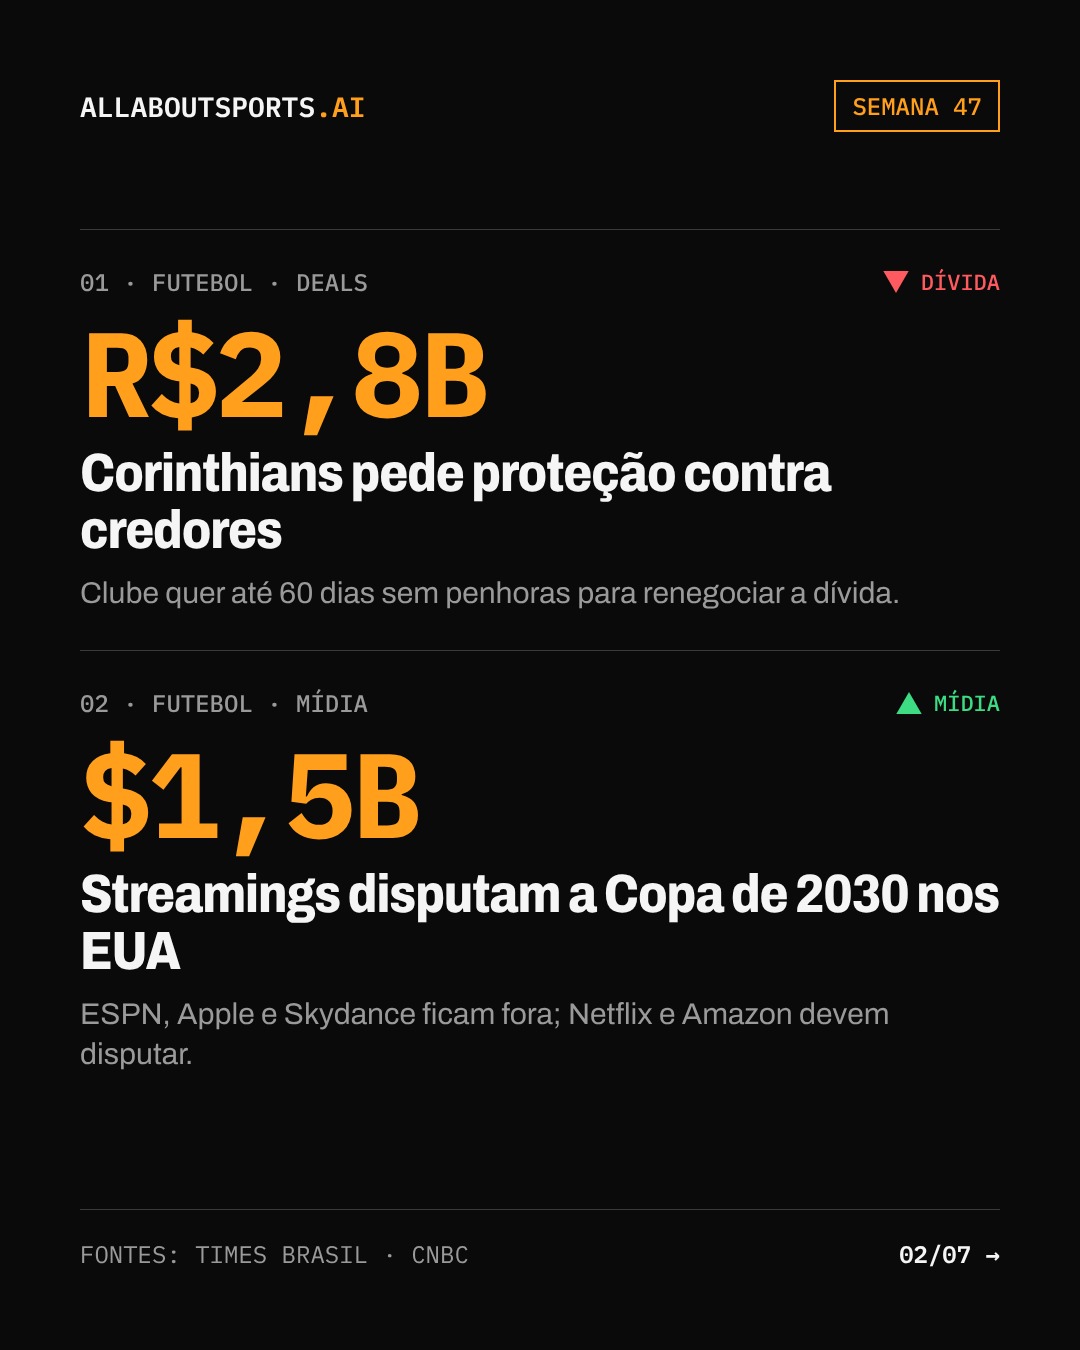 ALLABOUTSPORTS.AI
SEMANA 47
01 · FUTEBOL · DEALS
▼ DÍVIDA
R$2,8B
Corinthians pede proteção contra
credores
Clube quer até 60 dias sem penhoras para renegociar a dívida.
02 · FUTEBOL · MÍDIA
▲ MÍDIA
$1,5B
Streamings disputam a Copa de 2030 nos
EUA
ESPN, Apple e Skydance ficam fora; Netflix e Amazon devem
disputar.
FONTES: TIMES BRASIL · CNBC
02/07 →